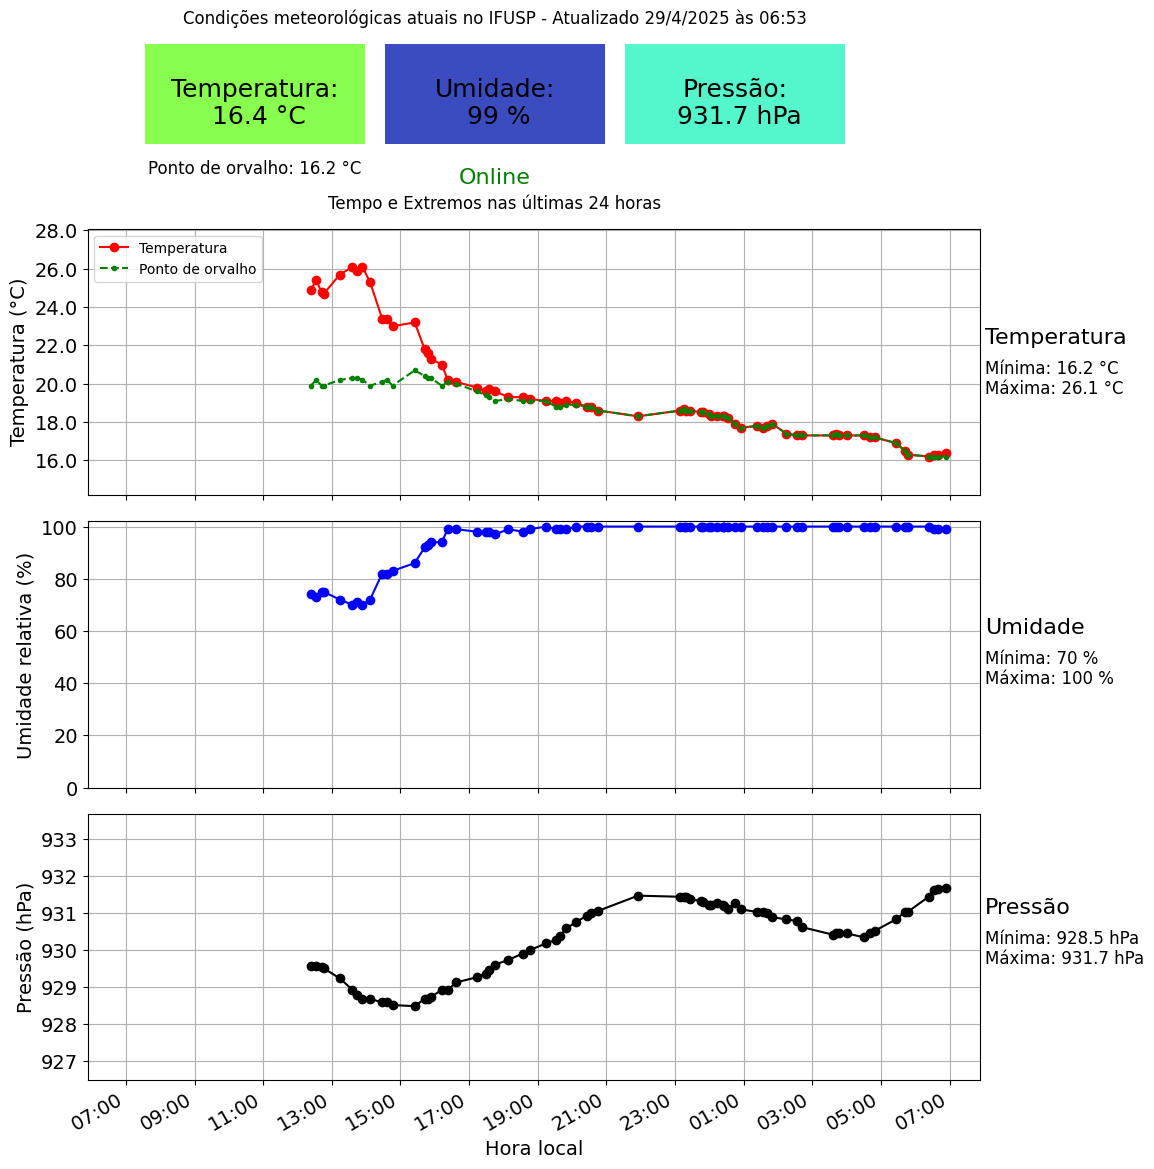 Condições meteorológicas atuais no IFUSP - Atualizado 29/4/2025 às 06:53
Temperatura:
16.4 °C
Umidade:
99 %
Pressão:
931.7 hPa
Ponto de orvalho: 16.2 °C
Online
Tempo e Extremos nas últimas 24 horas
Temperatura (°C)
28.0
26.0
24.0
22.0
20.0
18.0
16.0
Temperatura
Ponto de orvalho
Temperatura
Mínima: 16.2 °C
Máxima: 26.1 °C
Umidade relativa (%)
100
80
60
40
20
0
Umidade
Mínima: 70 %
Máxima: 100 %
Pressão (hPa)
933
932
931
930
929
928
927
Pressão
Mínima: 928.5 hPa
Máxima: 931.7 hPa
07:00 09:00 11:00 13:00 15:00 17:00 19:00 21:00 23:00 01:00 03:00 05:00 07:00
Hora local